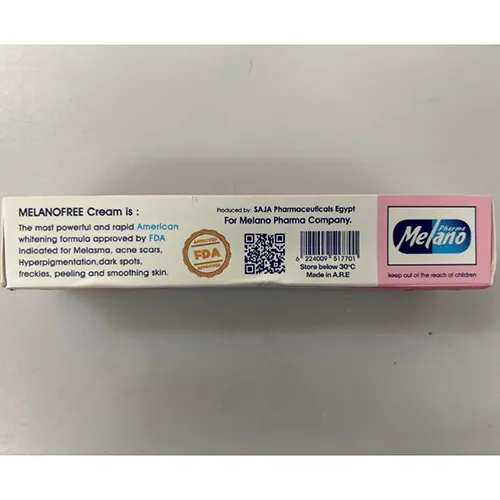 MELANOFREE Cream is :
The most powerful and rapid American
whitening formula approved by FDA
indicated for Melasma, acne scars,
Hyperpigmentation,dark spots,
freckles, peeling and smoothing skin.
APPROVED
FDA
APPROVED
Produced by: SAJA Pharmaceuticals Egypt
For Melano Pharma Company.
6 224009 517701
Store below 30°C
Made in A.R.E
Pharma
Melano
keep out of the reach of children